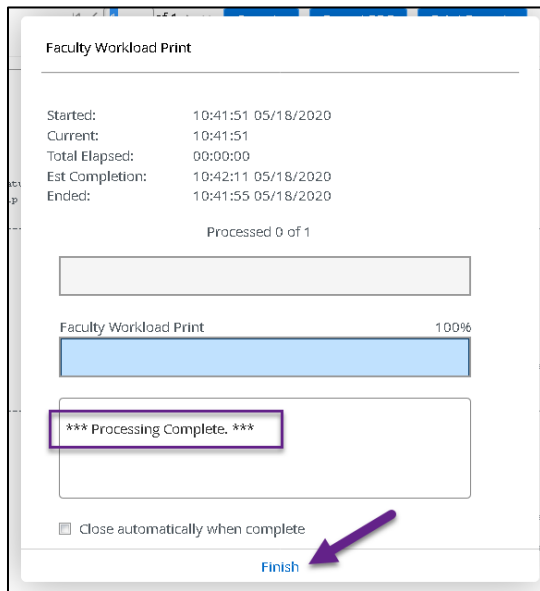 Faculty Workload Print
Started: 10:41:51 05/18/2020
Current: 10:41:51
Total Elapsed: 00:00:00
Est Completion: 10:42:11 05/18/2020
Ended: 10:41:55 05/18/2020
Processed 0 of 1
Faculty Workload Print 100%
*** Processing Complete. ***
Close automatically when complete
Finish